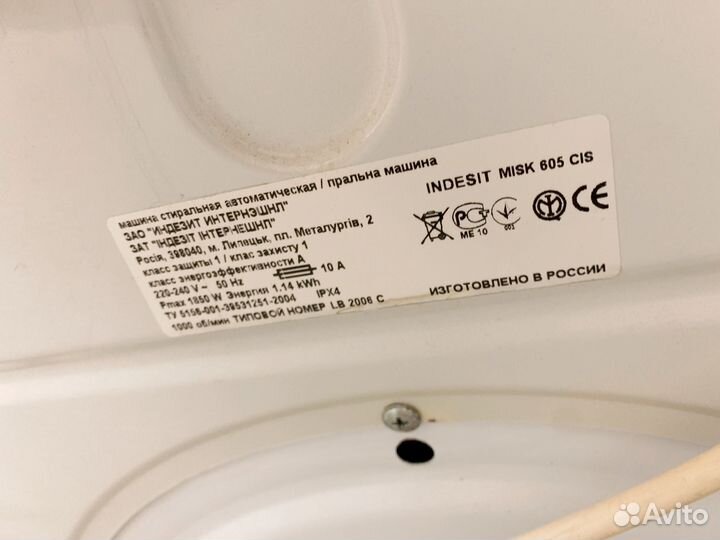 машина стиральная автоматическая / пральна машина
INDESIT MISK 605 CIS
ЗАО "ИНДЕЗИТ ИНТЕРНЭШНЛ"
ЗАТ "ІНДЕЗІТ ІНТЕРНЕШНЛ"
Росія, 398040, м. Липецьк, пл. Металургів, 2
класс защиты 1 / клас захисту 1
класс энергоэффективности A
220-240 V ~ 50 Hz 10 A
Pmax 1850 W Энергия 1.14 kWh IPX4
ТУ 5156-001-39531251-2004
1000 об/мин ТИПОВОЙ НОМЕР LB 2006 C
ME 10
001
CE
ИЗГОТОВЛЕНО В РОССИИ
Avito